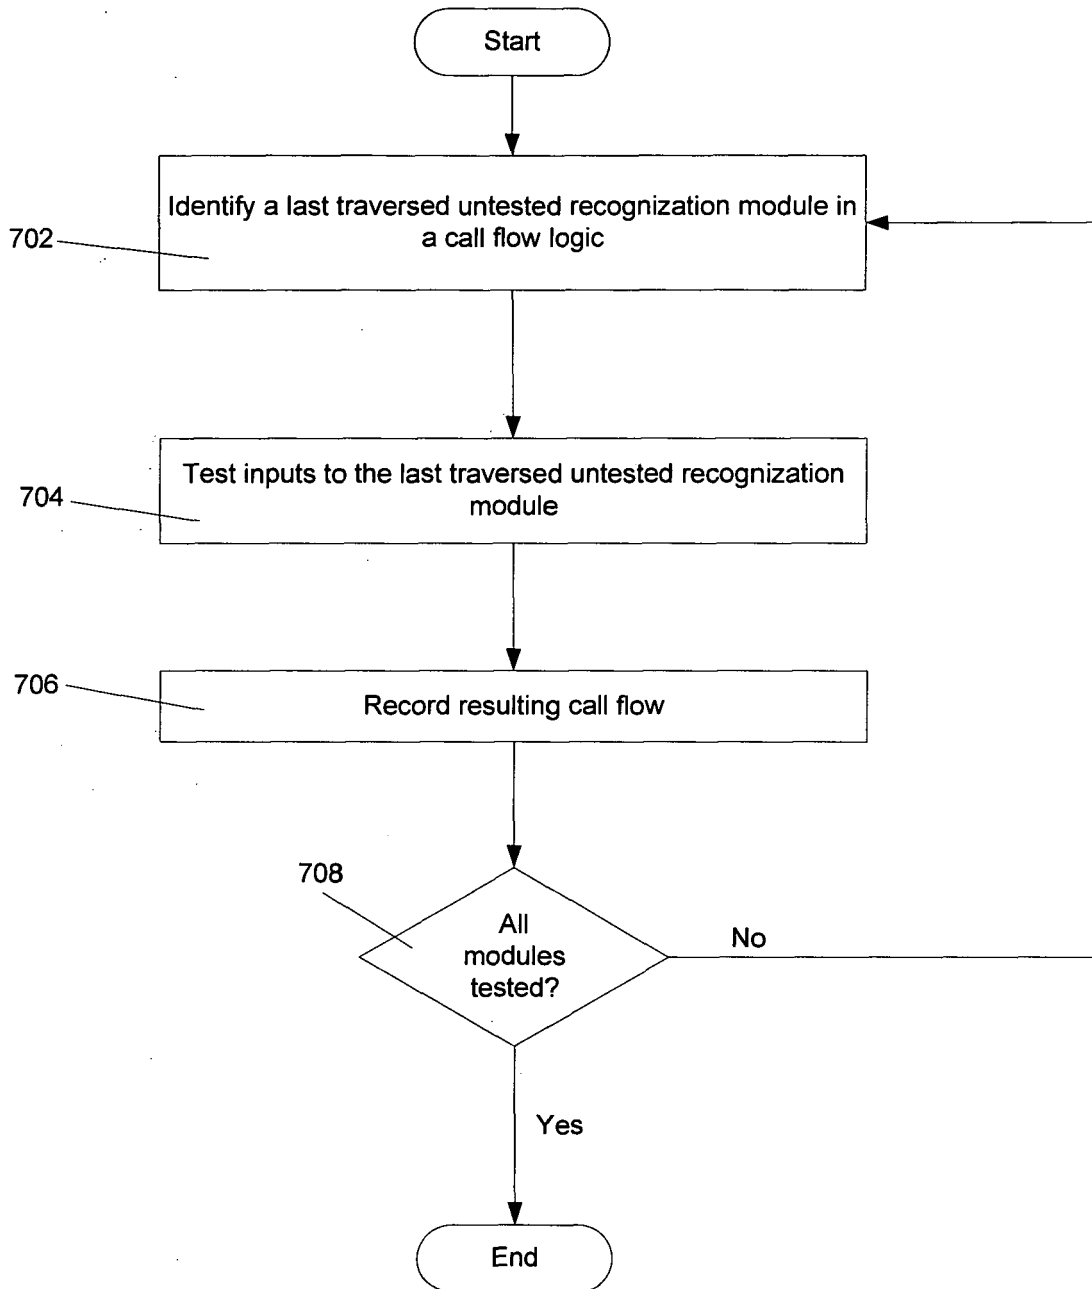 Start
Identify a last traversed untested recognization module in
a call flow logic
702
Test inputs to the last traversed untested recognization
module
704
Record resulting call flow
706
708
All
modules
tested?
No
Yes
End